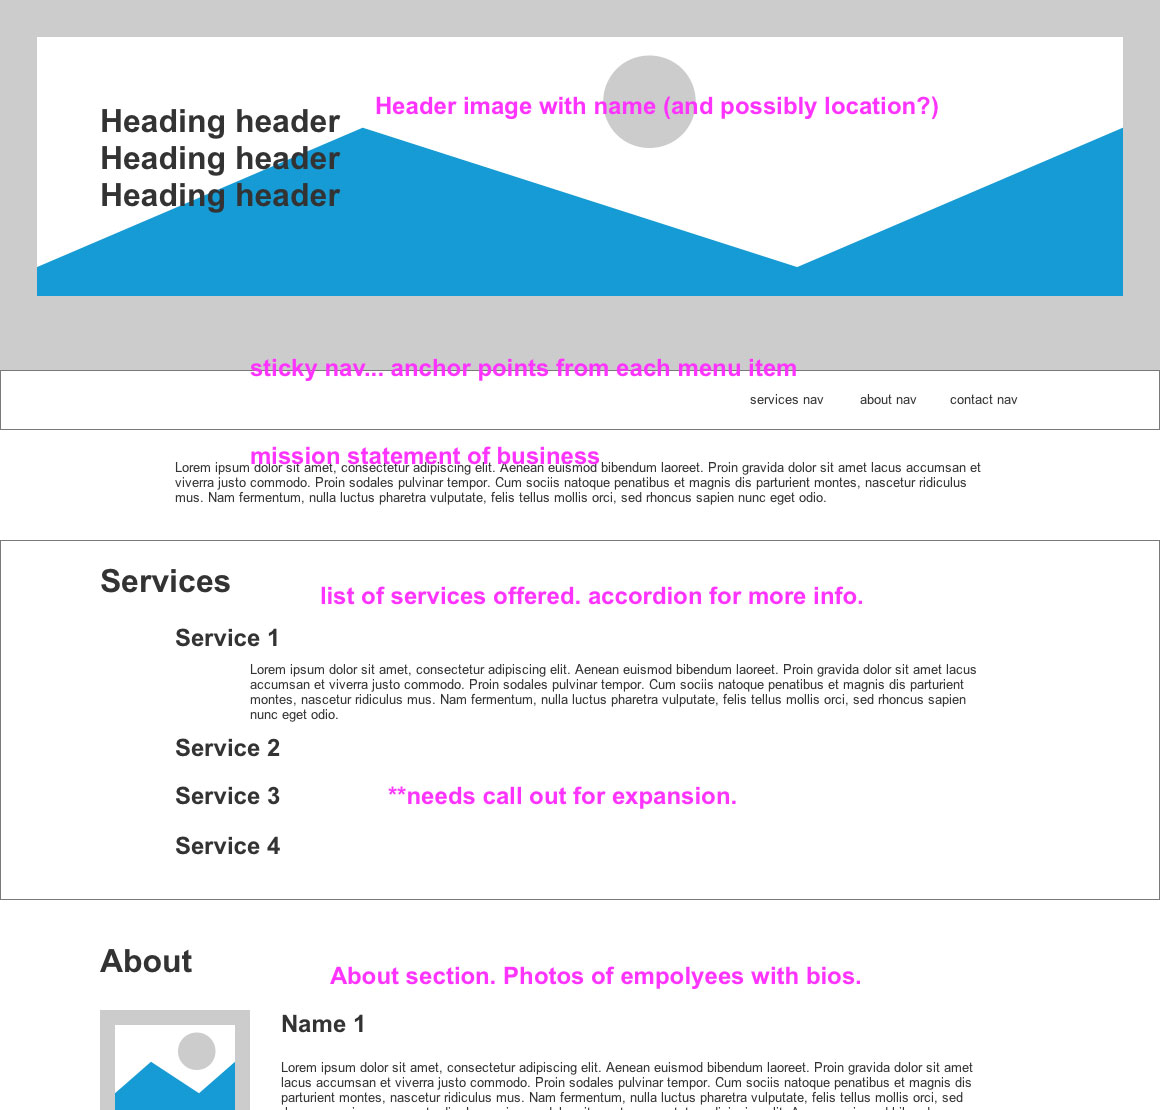 Header image with name (and possibly location?)
Heading header
Heading header
Heading header
sticky nav... anchor points from each menu item
services nav about nav contact nav
mission statement of business
Lorem ipsum dolor sit amet, consectetur adipiscing elit. Aenean euismod bibendum laoreet. Proin gravida dolor sit amet lacus accumsan et
viverra justo commodo. Proin sodales pulvinar tempor. Cum sociis natoque penatibus et magnis dis parturient montes, nascetur ridiculus
mus. Nam fermentum, nulla luctus pharetra vulputate, felis tellus mollis orci, sed rhoncus sapien nunc eget odio.
Services
list of services offered. accordion for more info.
Service 1
Lorem ipsum dolor sit amet, consectetur adipiscing elit. Aenean euismod bibendum laoreet. Proin gravida dolor sit amet lacus
accumsan et viverra justo commodo. Proin sodales pulvinar tempor. Cum sociis natoque penatibus et magnis dis parturient
montes, nascetur ridiculus mus. Nam fermentum, nulla luctus pharetra vulputate, felis tellus mollis orci, sed rhoncus sapien
nunc eget odio.
Service 2
Service 3
**needs call out for expansion.
Service 4
About
About section. Photos of empolyees with bios.
Name 1
Lorem ipsum dolor sit amet, consectetur adipiscing elit. Aenean euismod bibendum laoreet. Proin gravida dolor sit amet
lacus accumsan et viverra justo commodo. Proin sodales pulvinar tempor. Cum sociis natoque penatibus et magnis dis
parturient montes, nascetur ridiculus mus. Nam fermentum, nulla luctus pharetra vulputate, felis tellus mollis orci, sed